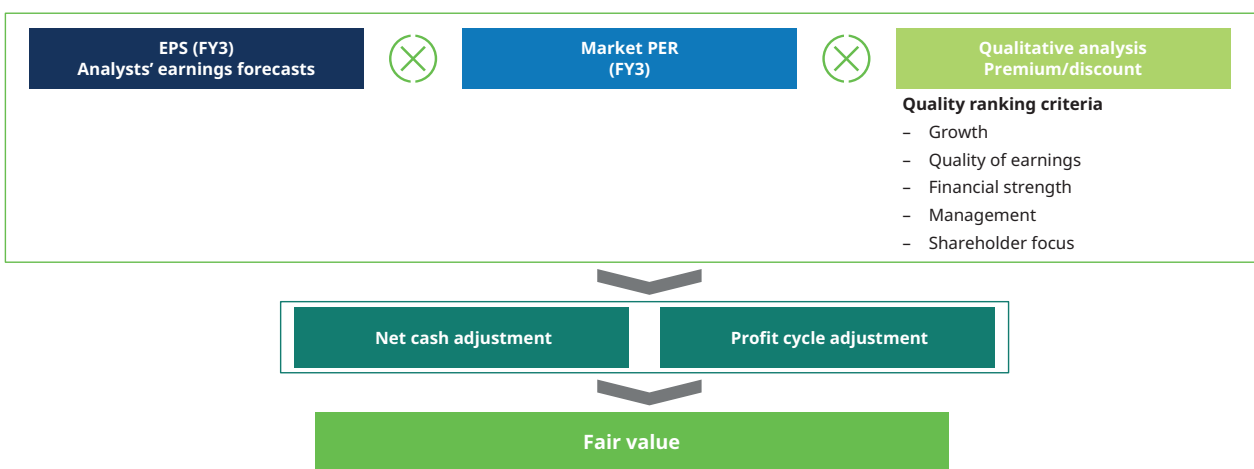 EPS (FY3)
Analysts’ earnings forecasts
Market PER
(FY3)
Qualitative analysis
Premium/discount
Quality ranking criteria
– Growth
– Quality of earnings
– Financial strength
– Management
– Shareholder focus
Net cash adjustment
Profit cycle adjustment
Fair value